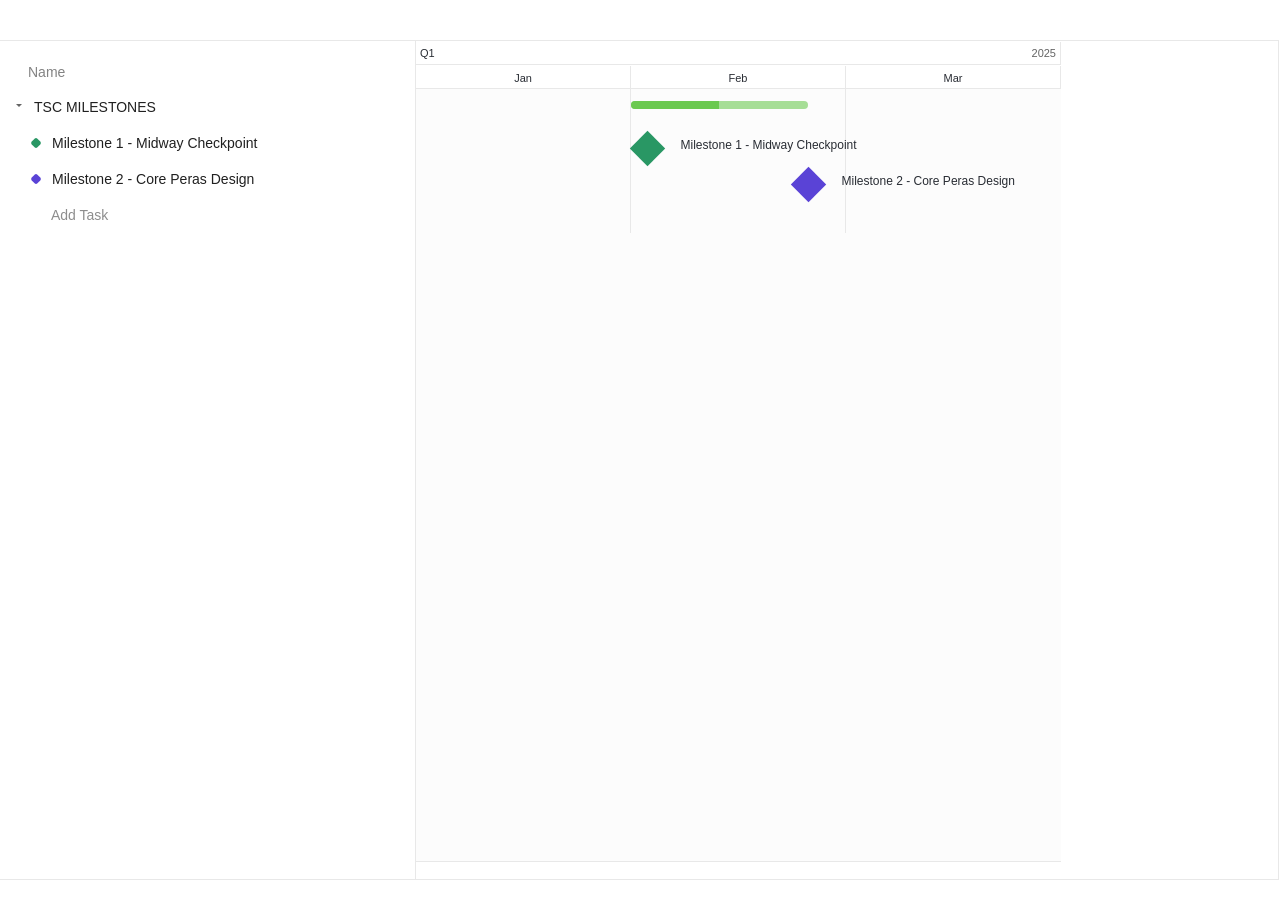 Q1 2025
Name
Jan Feb Mar
TSC MILESTONES
Milestone 1 - Midway Checkpoint
Milestone 1 - Midway Checkpoint
Milestone 2 - Core Peras Design
Milestone 2 - Core Peras Design
Add Task